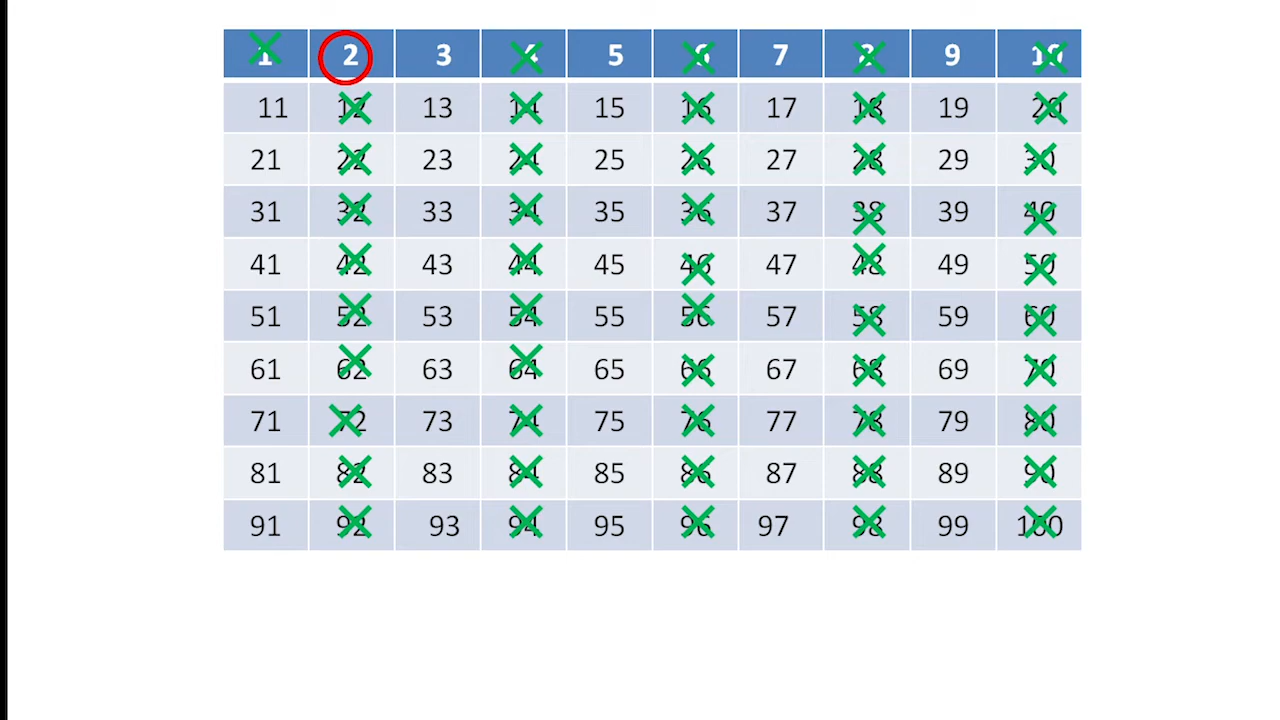 1 2 3 4 5 6 7 8 9 10
11 12 13 14 15 16 17 18 19 20
21 22 23 24 25 26 27 28 29 30
31 32 33 34 35 36 37 38 39 40
41 42 43 44 45 46 47 48 49 50
51 52 53 54 55 56 57 58 59 60
61 62 63 64 65 66 67 68 69 70
71 72 73 74 75 76 77 78 79 80
81 82 83 84 85 86 87 88 89 90
91 92 93 94 95 96 97 98 99 100